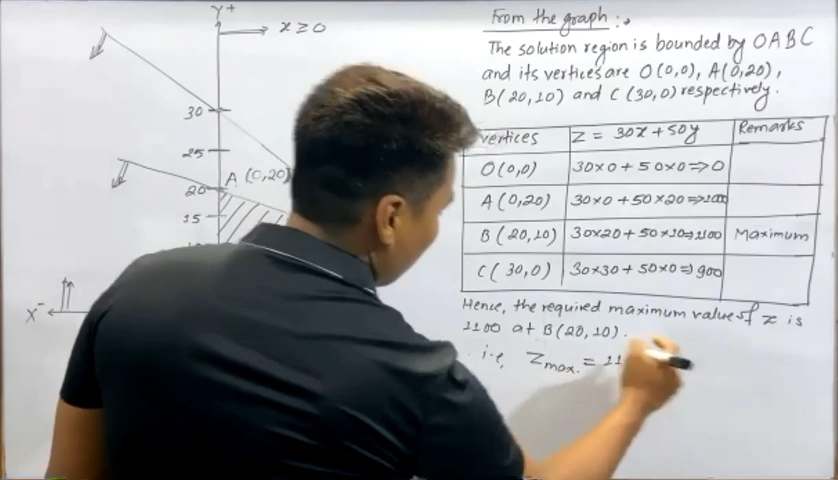 Y+
x ≥ 0
30
25
A (0,20)
20
15
X-
From the graph :-
The solution region is bounded by OABC
and its vertices are O(0,0), A(0,20),
B(20,10) and C(30,0) respectively.
vertices Z = 30x+50y Remarks
O(0,0) 30×0+50×0⇒0
A(0,20) 30×0+50×20⇒1000
B(20,10) 30×20+50×10⇒1100 Maximum
C(30,0) 30×30+50×0⇒900
Hence, the required maximum value of z is
1100 at B(20,10).
i.e, Zmax. = 11